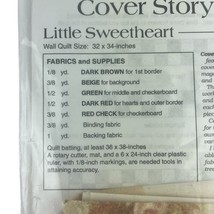 Cover Story
Little Sweetheart
Wall Quilt Size: 32 x 34-inches
FABRICS and SUPPLIES
1/8 yd. DARK BROWN for 1st border
3/8 yd. BEIGE for background
1/2 yd. GREEN for middle and checkerboard
1/2 yd. DARK RED for hearts and outer border
3/8 yd. RED CHECK for checkerboard
3/8 yd. Binding fabric
1 yd. Backing fabric
Quilt batting, at least 36 x 38-inches
A rotary cutter, mat, and a 6 x 24-inch clear plastic
ruler, with 1/8-inch markings, are needed tools in
attaining accuracy.